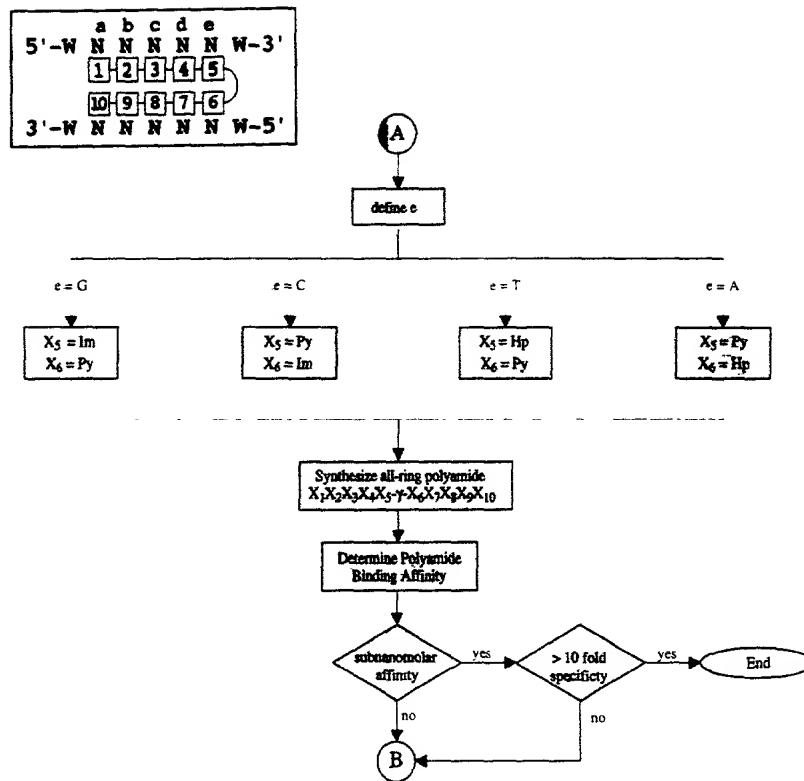 a b c d e
5'-W N N N N N W-3'
1 2 3 4 5
10 9 8 7 6
3'-W N N N N N W-5'
A
define e
e = G
e = C
e = T
e = A
X5 = Im
X6 = Py
X5 = Py
X6 = Im
X5 = Hp
X6 = Py
X5 = Py
X6 = Hp
Synthesize all-ring polyamide
X1X2X3X4X5-γ-X6X7X8X9X10
Determine Polyamide
Binding Affinity
subnanomolar
affinity
yes
> 10 fold
specificty
yes
End
no
no
B